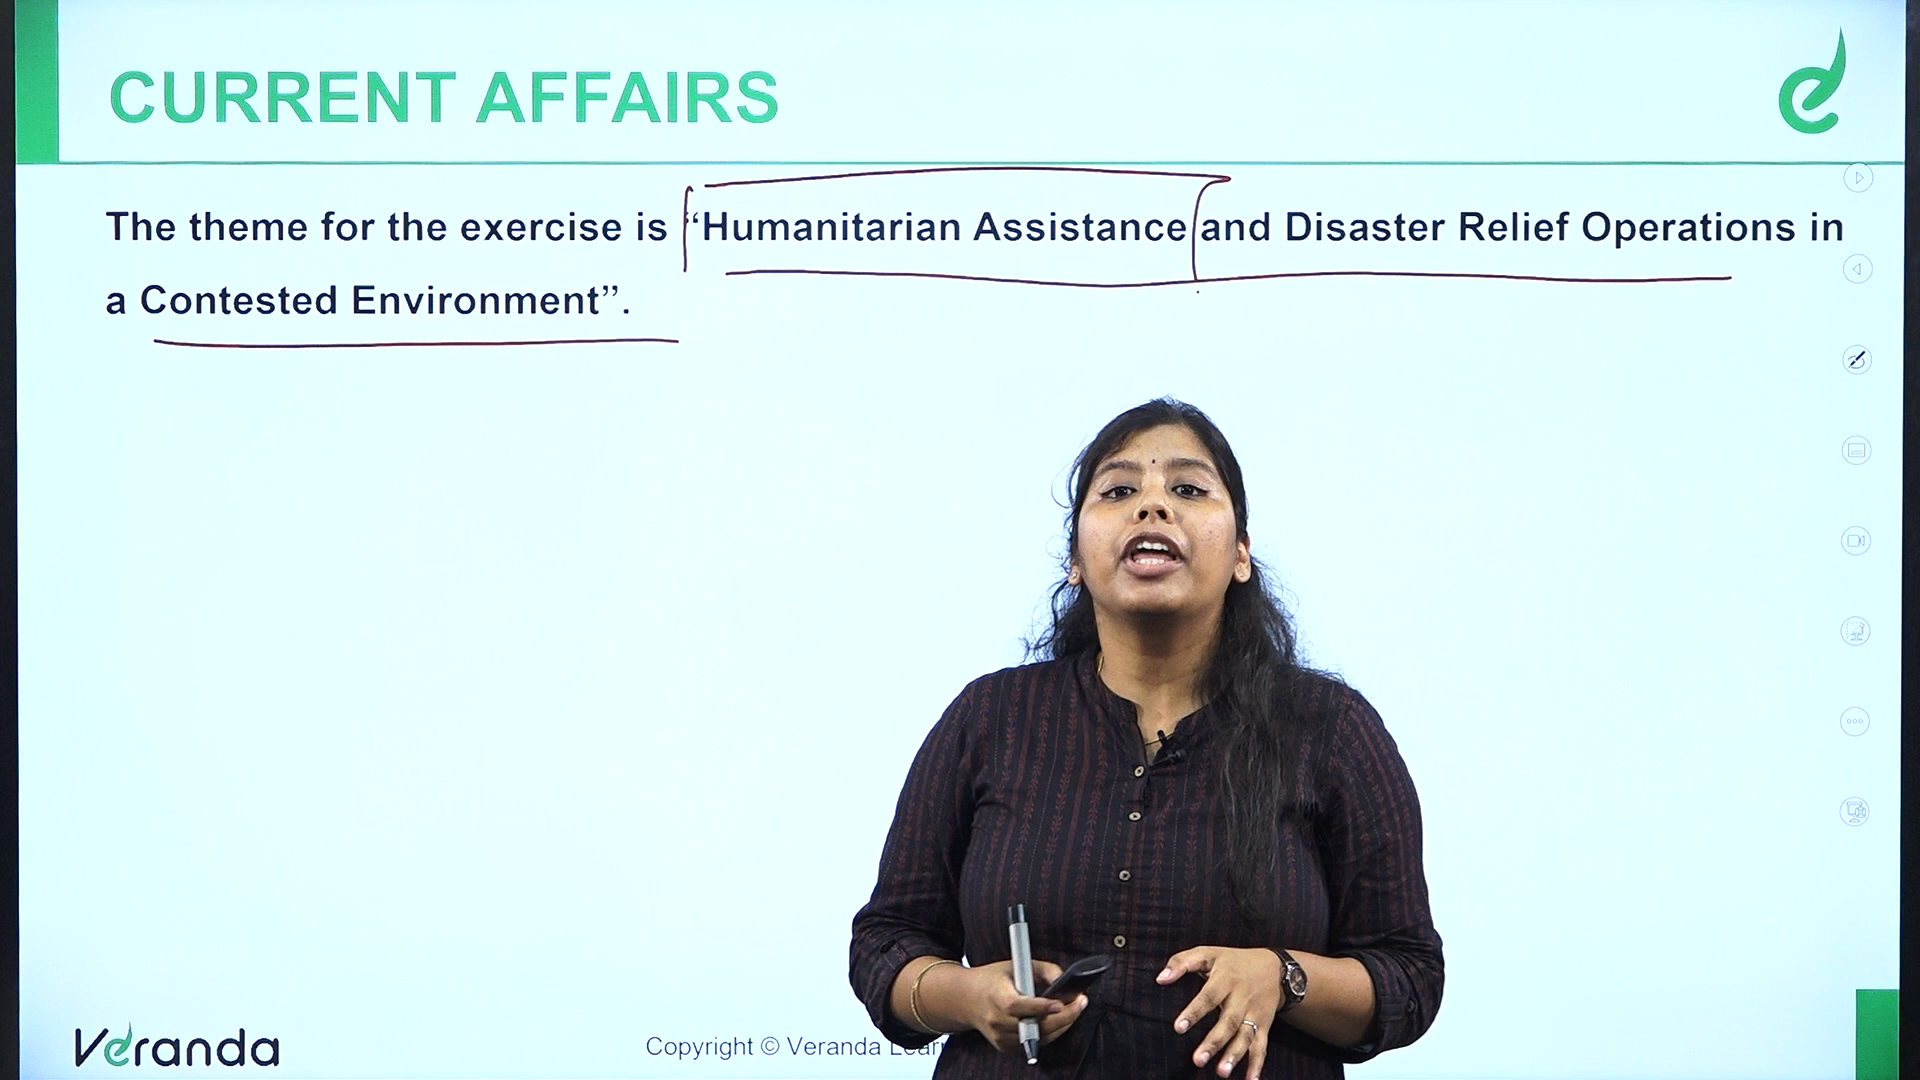 CURRENT AFFAIRS
The theme for the exercise is “Humanitarian Assistance and Disaster Relief Operations in
a Contested Environment”.
Veranda
Copyright © Veranda